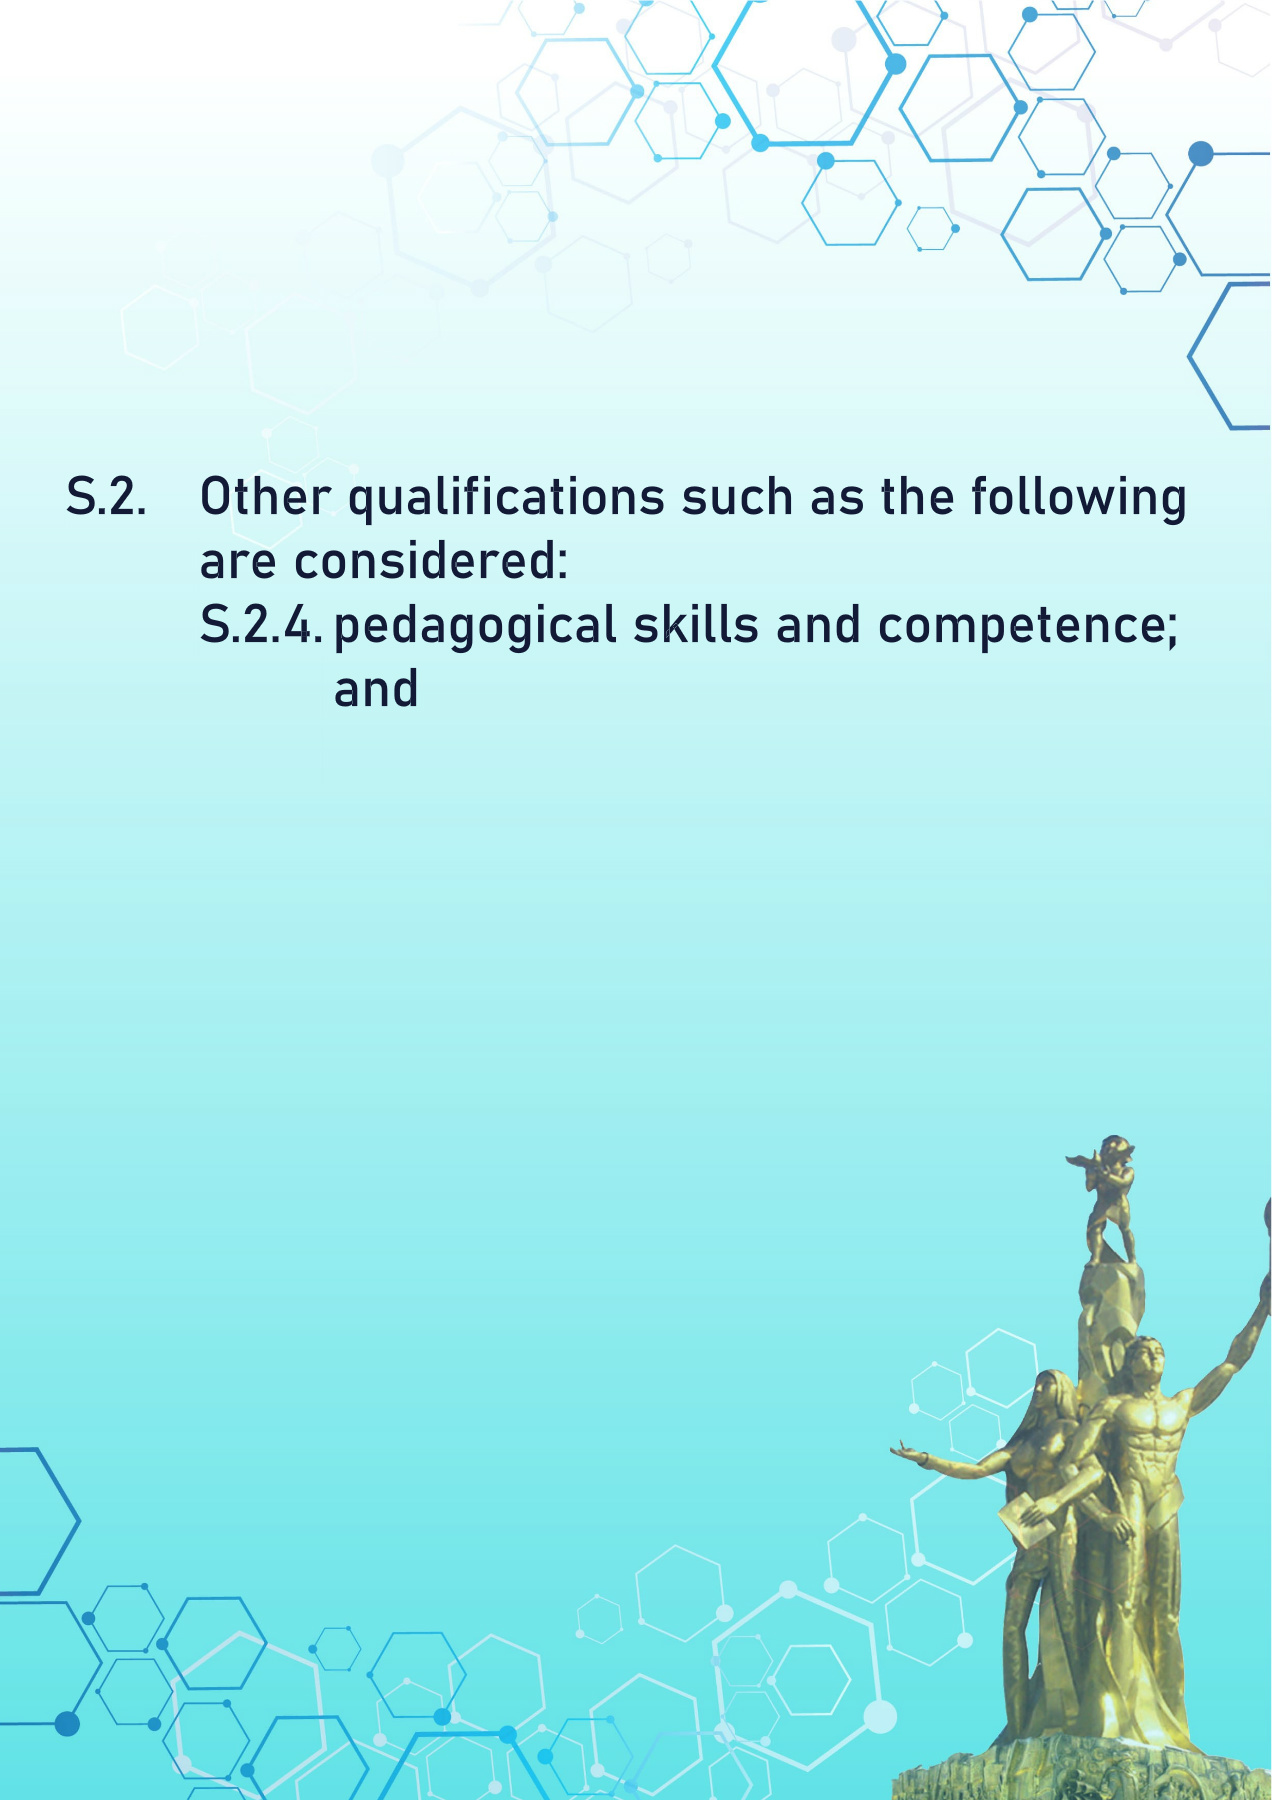 S.2. Other qualifications such as the following
are considered:
S.2.4. pedagogical skills and competence;
and